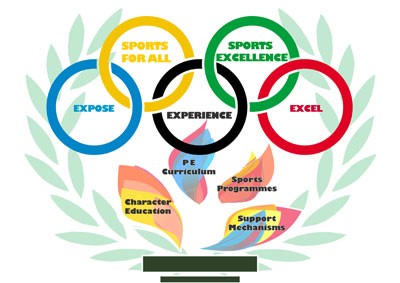 SPORTS
FOR ALL
SPORTS
EXCELLENCE
EXPOSE
EXPERIENCE
EXCEL
P E
Curriculum
Sports
Programmes
Character
Education
Support
Mechanisms